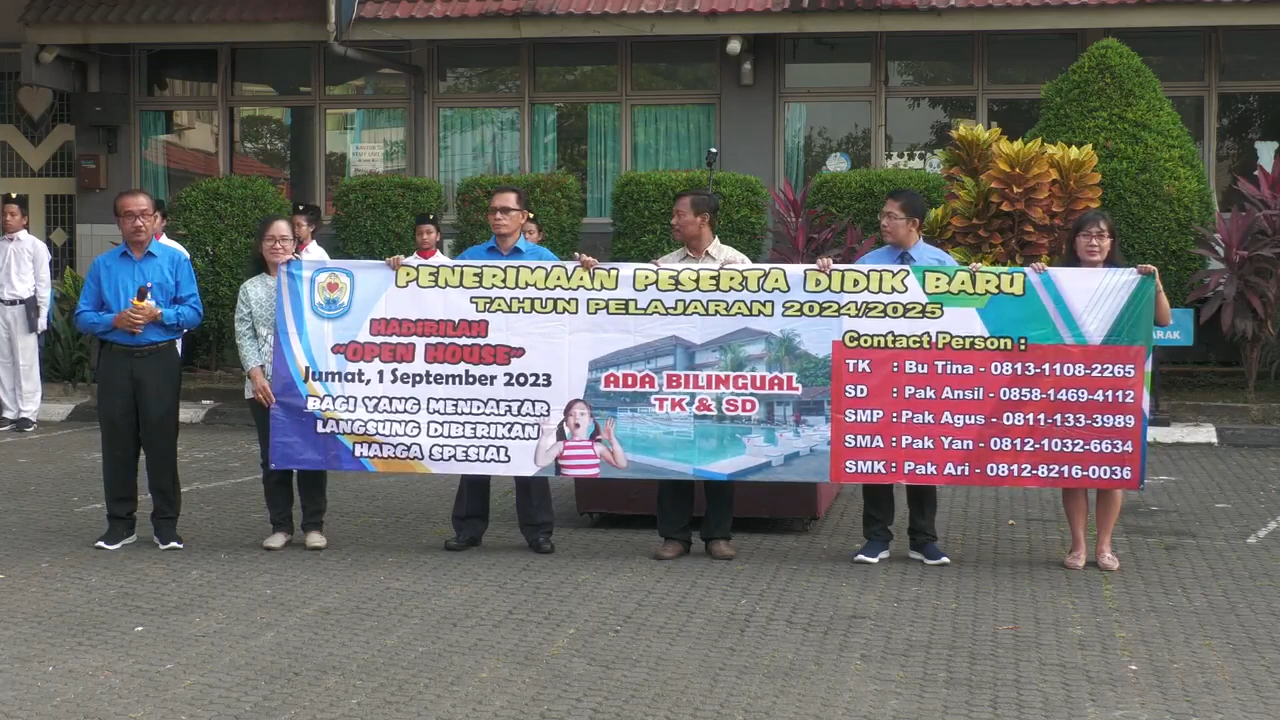 PENERIMAAN PESERTA DIDIK BARU
TAHUN PELAJARAN 2024/2025
HADIRILAH
"OPEN HOUSE"
Jumat, 1 September 2023
BAGI YANG MENDAFTAR
LANGSUNG DIBERIKAN
HARGA SPESIAL
ADA BILINGUAL
TK & SD
Contact Person :
TK : Bu Tina - 0813-1108-2265
SD : Pak Ansil - 0858-1469-4112
SMP : Pak Agus - 0811-133-3989
SMA : Pak Yan - 0812-1032-6634
SMK : Pak Ari - 0812-8216-0036
ARAK